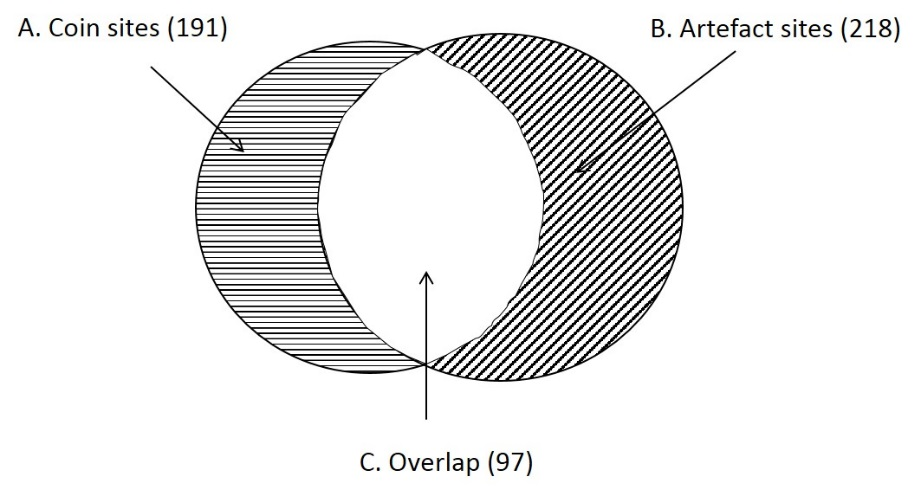 A. Coin sites (191)
B. Artefact sites (218)
C. Overlap (97)